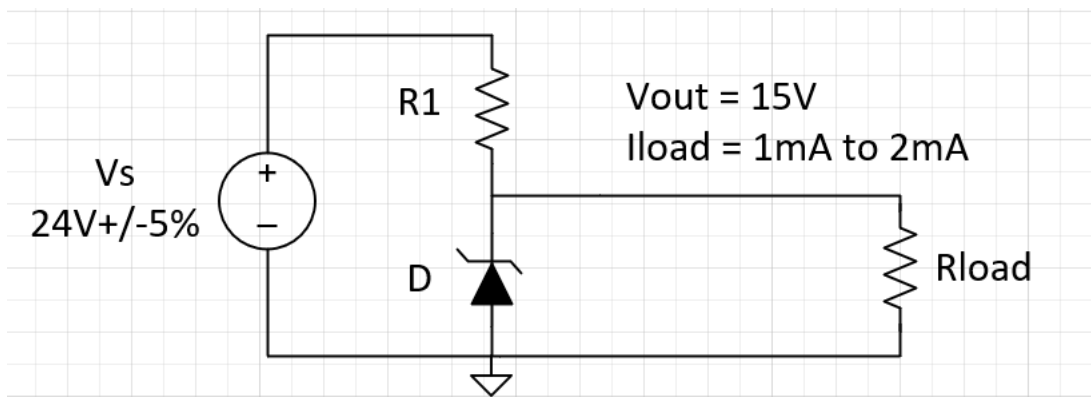 R1
Vout = 15V
Iload = 1mA to 2mA
Vs
24V+/-5%
+
−
D
Rload